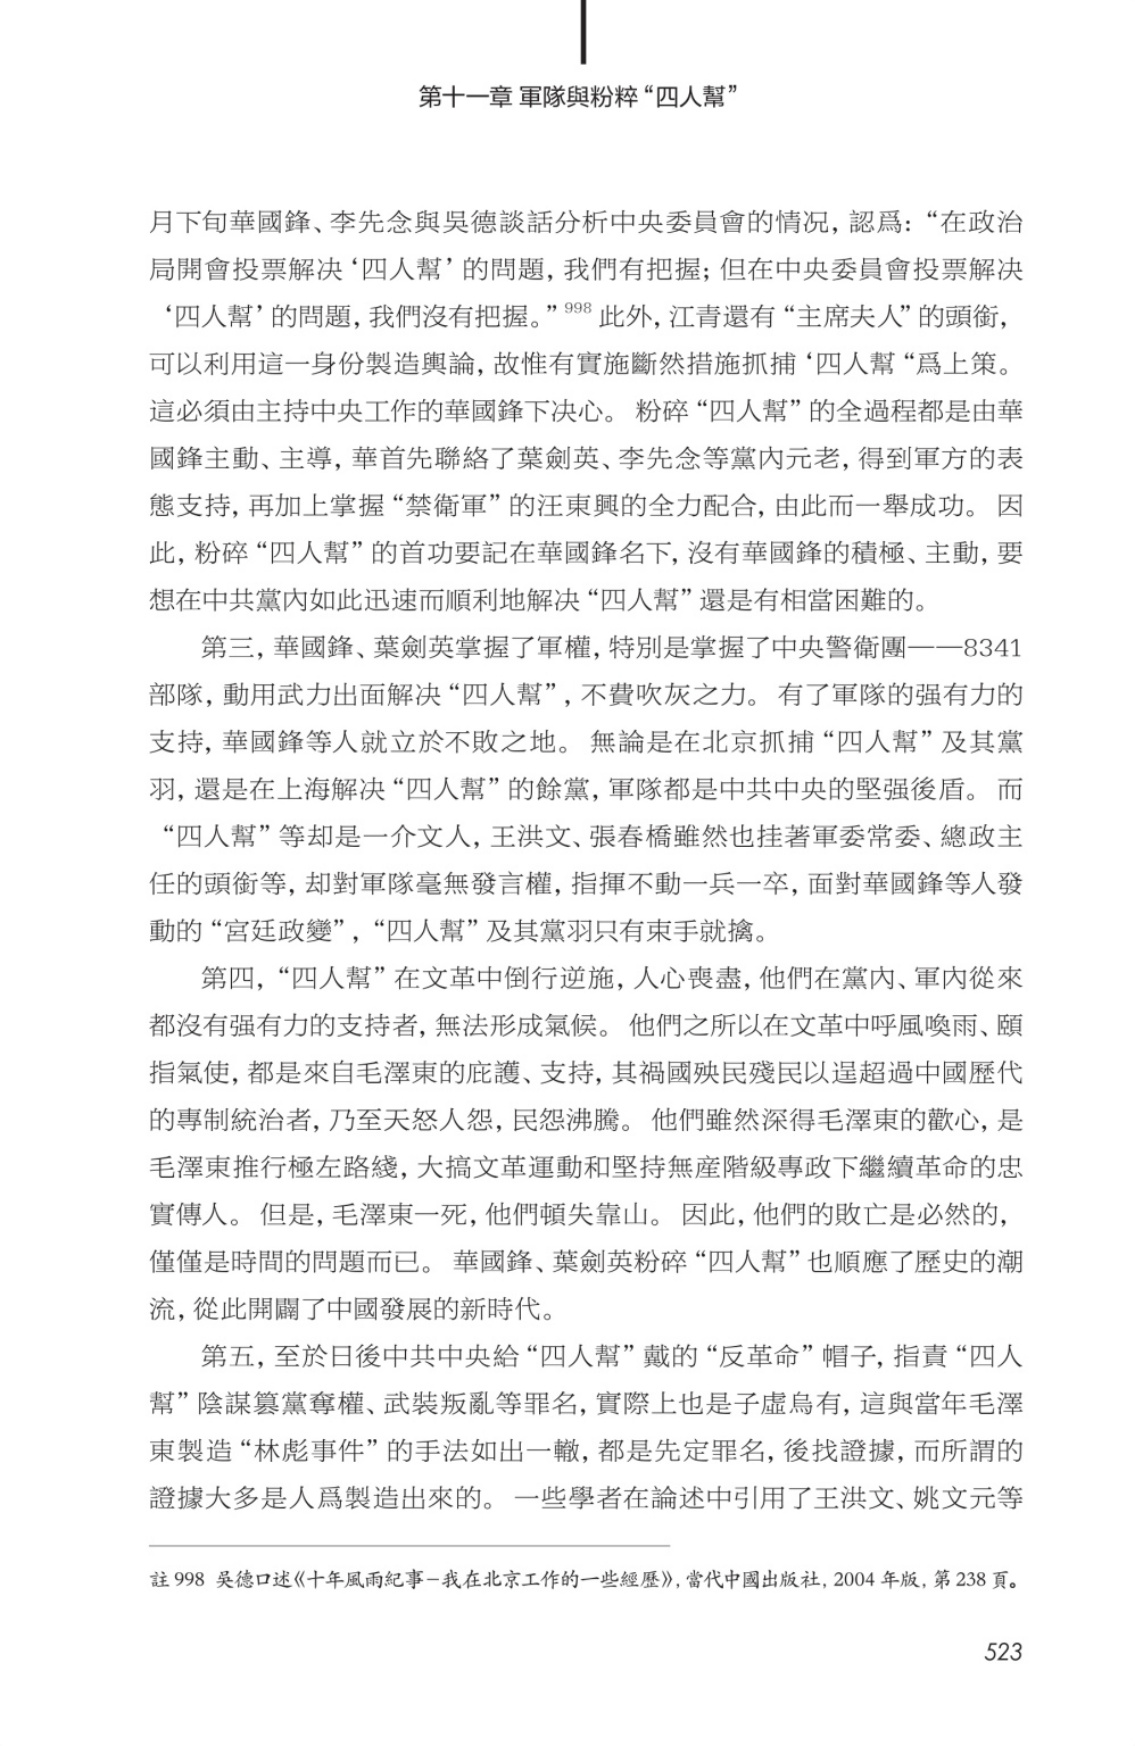 第十一章 軍隊與粉粹“四人幫”
月下旬華國鋒、李先念與吳德談話分析中央委員會的情况，認爲：“在政治
局開會投票解决‘四人幫’的問題，我們有把握；但在中央委員會投票解决
‘四人幫’的問題，我們沒有把握。”998 此外，江青還有“主席夫人”的頭銜，
可以利用這一身份製造輿論，故惟有實施斷然措施抓捕‘四人幫“爲上策。
這必須由主持中央工作的華國鋒下决心。 粉碎“四人幫”的全過程都是由華
國鋒主動、主導，華首先聯絡了葉劍英、李先念等黨內元老，得到軍方的表
態支持，再加上掌握“禁衛軍”的汪東興的全力配合，由此而一舉成功。 因
此，粉碎“四人幫”的首功要記在華國鋒名下，沒有華國鋒的積極、主動，要
想在中共黨內如此迅速而順利地解决“四人幫”還是有相當困難的。
第三，華國鋒、葉劍英掌握了軍權，特別是掌握了中央警衛團——8341
部隊，動用武力出面解决“四人幫”，不費吹灰之力。 有了軍隊的强有力的
支持，華國鋒等人就立於不敗之地。 無論是在北京抓捕“四人幫”及其黨
羽，還是在上海解决“四人幫”的餘黨，軍隊都是中共中央的堅强後盾。 而
“四人幫”等却是一介文人，王洪文、張春橋雖然也挂著軍委常委、總政主
任的頭銜等，却對軍隊毫無發言權，指揮不動一兵一卒，面對華國鋒等人發
動的“宮廷政變”，“四人幫”及其黨羽只有束手就擒。
第四，“四人幫”在文革中倒行逆施，人心喪盡，他們在黨內、軍內從來
都沒有强有力的支持者，無法形成氣候。 他們之所以在文革中呼風喚雨、頤
指氣使，都是來自毛澤東的庇護、支持，其禍國殃民殘民以逞超過中國歷代
的專制統治者，乃至天怒人怨，民怨沸騰。 他們雖然深得毛澤東的歡心，是
毛澤東推行極左路綫，大搞文革運動和堅持無産階級專政下繼續革命的忠
實傳人。 但是，毛澤東一死，他們頓失靠山。 因此，他們的敗亡是必然的，
僅僅是時間的問題而已。 華國鋒、葉劍英粉碎“四人幫”也順應了歷史的潮
流，從此開闢了中國發展的新時代。
第五，至於日後中共中央給“四人幫”戴的“反革命”帽子，指責“四人
幫”陰謀篡黨奪權、武裝叛亂等罪名，實際上也是子虛烏有，這與當年毛澤
東製造“林彪事件”的手法如出一轍，都是先定罪名，後找證據，而所謂的
證據大多是人爲製造出來的。 一些學者在論述中引用了王洪文、姚文元等
註 998 吳德口述《十年風雨紀事－我在北京工作的一些經歷》，當代中國出版社，2004 年版，第 238 頁。
523